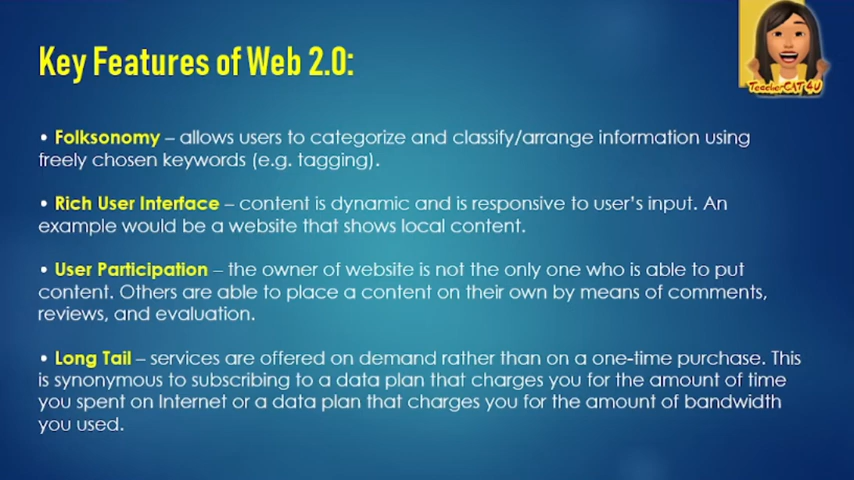 Key Features of Web 2.0:
TeacherCAT 4U
• Folksonomy – allows users to categorize and classify/arrange information using
freely chosen keywords (e.g. tagging).
• Rich User Interface – content is dynamic and is responsive to user's input. An
example would be a website that shows local content.
• User Participation – the owner of website is not the only one who is able to put
content. Others are able to place a content on their own by means of comments,
reviews, and evaluation.
• Long Tail – services are offered on demand rather than on a one-time purchase. This
is synonymous to subscribing to a data plan that charges you for the amount of time
you spent on Internet or a data plan that charges you for the amount of bandwidth
you used.